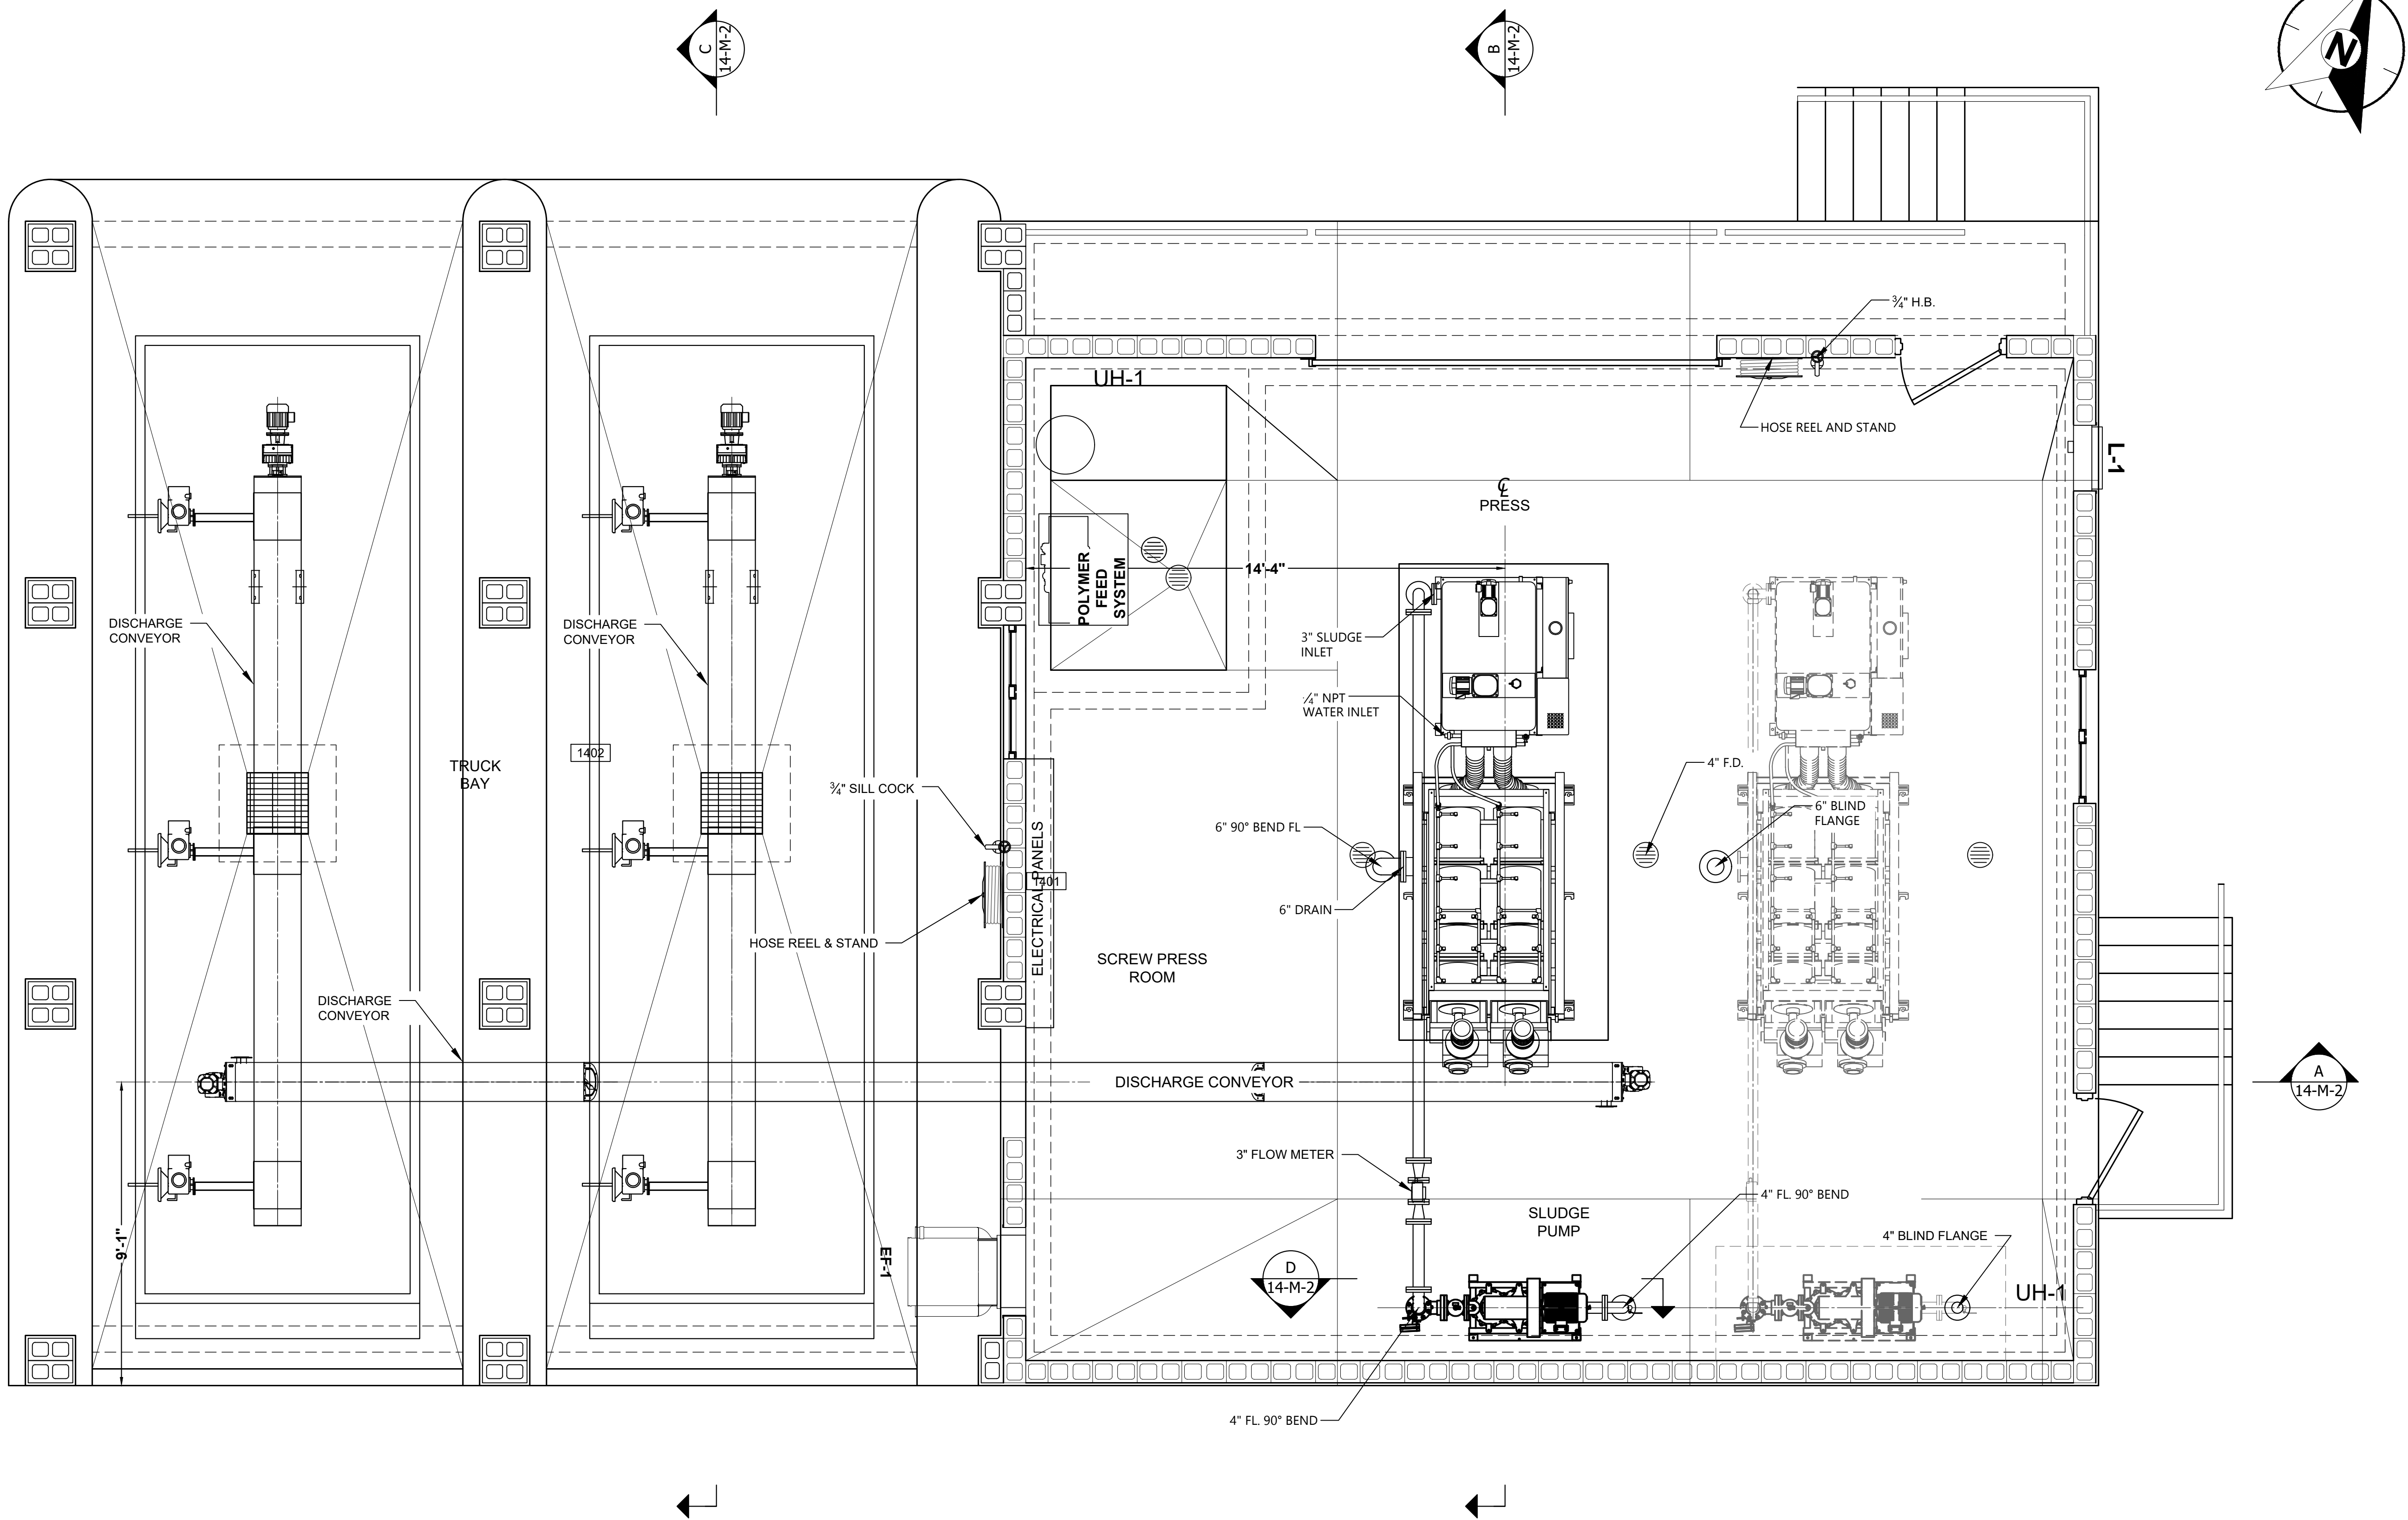 C
14-M-2
B
14-M-2
N
¾" H.B.
UH-1
HOSE REEL AND STAND
L-1
℄
PRESS
14'-4"
POLYMER
FEED
SYSTEM
DISCHARGE
CONVEYOR
DISCHARGE
CONVEYOR
3" SLUDGE
INLET
¼" NPT
WATER INLET
TRUCK
BAY
1402
¾" SILL COCK
4" F.D.
6" BLIND
FLANGE
6" 90° BEND FL
ELECTRICAL PANELS
1401
6" DRAIN
HOSE REEL & STAND
SCREW PRESS
ROOM
DISCHARGE
CONVEYOR
DISCHARGE CONVEYOR
A
14-M-2
3" FLOW METER
4" FL. 90° BEND
SLUDGE
PUMP
4" BLIND FLANGE
9'-1"
EF-1
D
14-M-2
UH-1
4" FL. 90° BEND